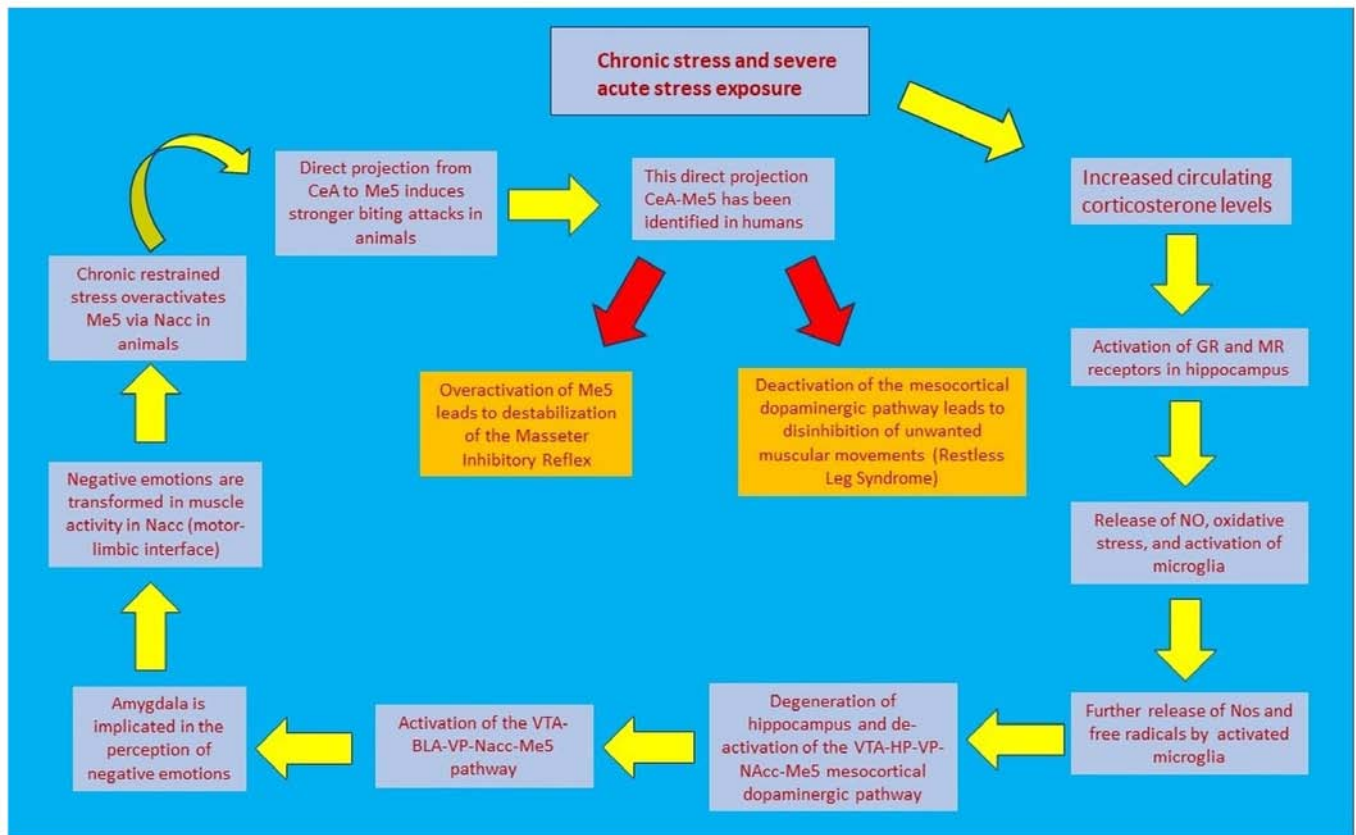 Chronic stress and severe
acute stress exposure
Increased circulating
corticosterone levels
Activation of GR and MR
receptors in hippocampus
Release of NO, oxidative
stress, and activation of
microglia
Further release of Nos and
free radicals by activated
microglia
Degeneration of
hippocampus and de-
activation of the VTA-HP-VP-
NAcc-Me5 mesocortical
dopaminergic pathway
Activation of the VTA-
BLA-VP-Nacc-Me5
pathway
Amygdala is
implicated in the
perception of
negative emotions
Negative emotions are
transformed in muscle
activity in Nacc (motor-
limbic interface)
Chronic restrained
stress overactivates
Me5 via Nacc in
animals
Direct projection from
CeA to Me5 induces
stronger biting attacks in
animals
This direct projection
CeA-Me5 has been
identified in humans
Overactivation of Me5
leads to destabilization
of the Masseter
Inhibitory Reflex
Deactivation of the mesocortical
dopaminergic pathway leads to
disinhibition of unwanted
muscular movements (Restless
Leg Syndrome)